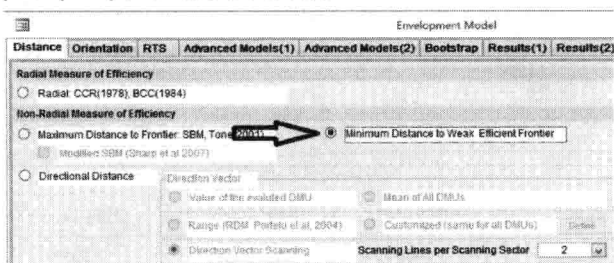 Envelopment Model
Distance Orientation RTS Advanced Models(1) Advanced Models(2) Bootstrap Results(1) Results(2)
Radial Measure of Efficiency
Radial: CCR(1978), BCC(1984)
Non-Radial Measure of Efficiency
Maximum Distance to Frontier: SBM, Tone(2001) Minimum Distance to Weak Efficient Frontier
Modified SBM (Sharp et al 2007)
Directional Distance Direction Vector
Value of the evaluted DMU Mean of All DMUs
Range (RDM Portela et al, 2004) Customized (same for all DMUs) Define
Direction Vector Scanning Scanning Lines per Scanning Sector 2